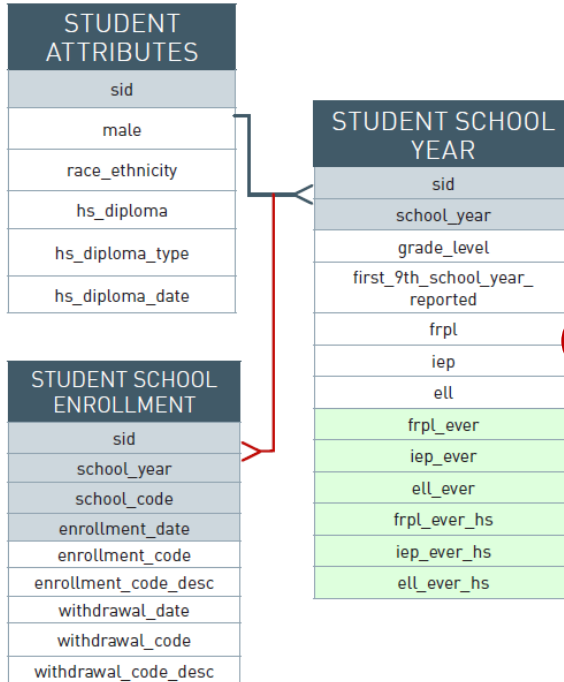 STUDENT
ATTRIBUTES
sid
male
race_ethnicity
hs_diploma
hs_diploma_type
hs_diploma_date
STUDENT SCHOOL
YEAR
sid
school_year
grade_level
first_9th_school_year_
reported
frpl
iep
ell
frpl_ever
iep_ever
ell_ever
frpl_ever_hs
iep_ever_hs
ell_ever_hs
STUDENT SCHOOL
ENROLLMENT
sid
school_year
school_code
enrollment_date
enrollment_code
enrollment_code_desc
withdrawal_date
withdrawal_code
withdrawal_code_desc